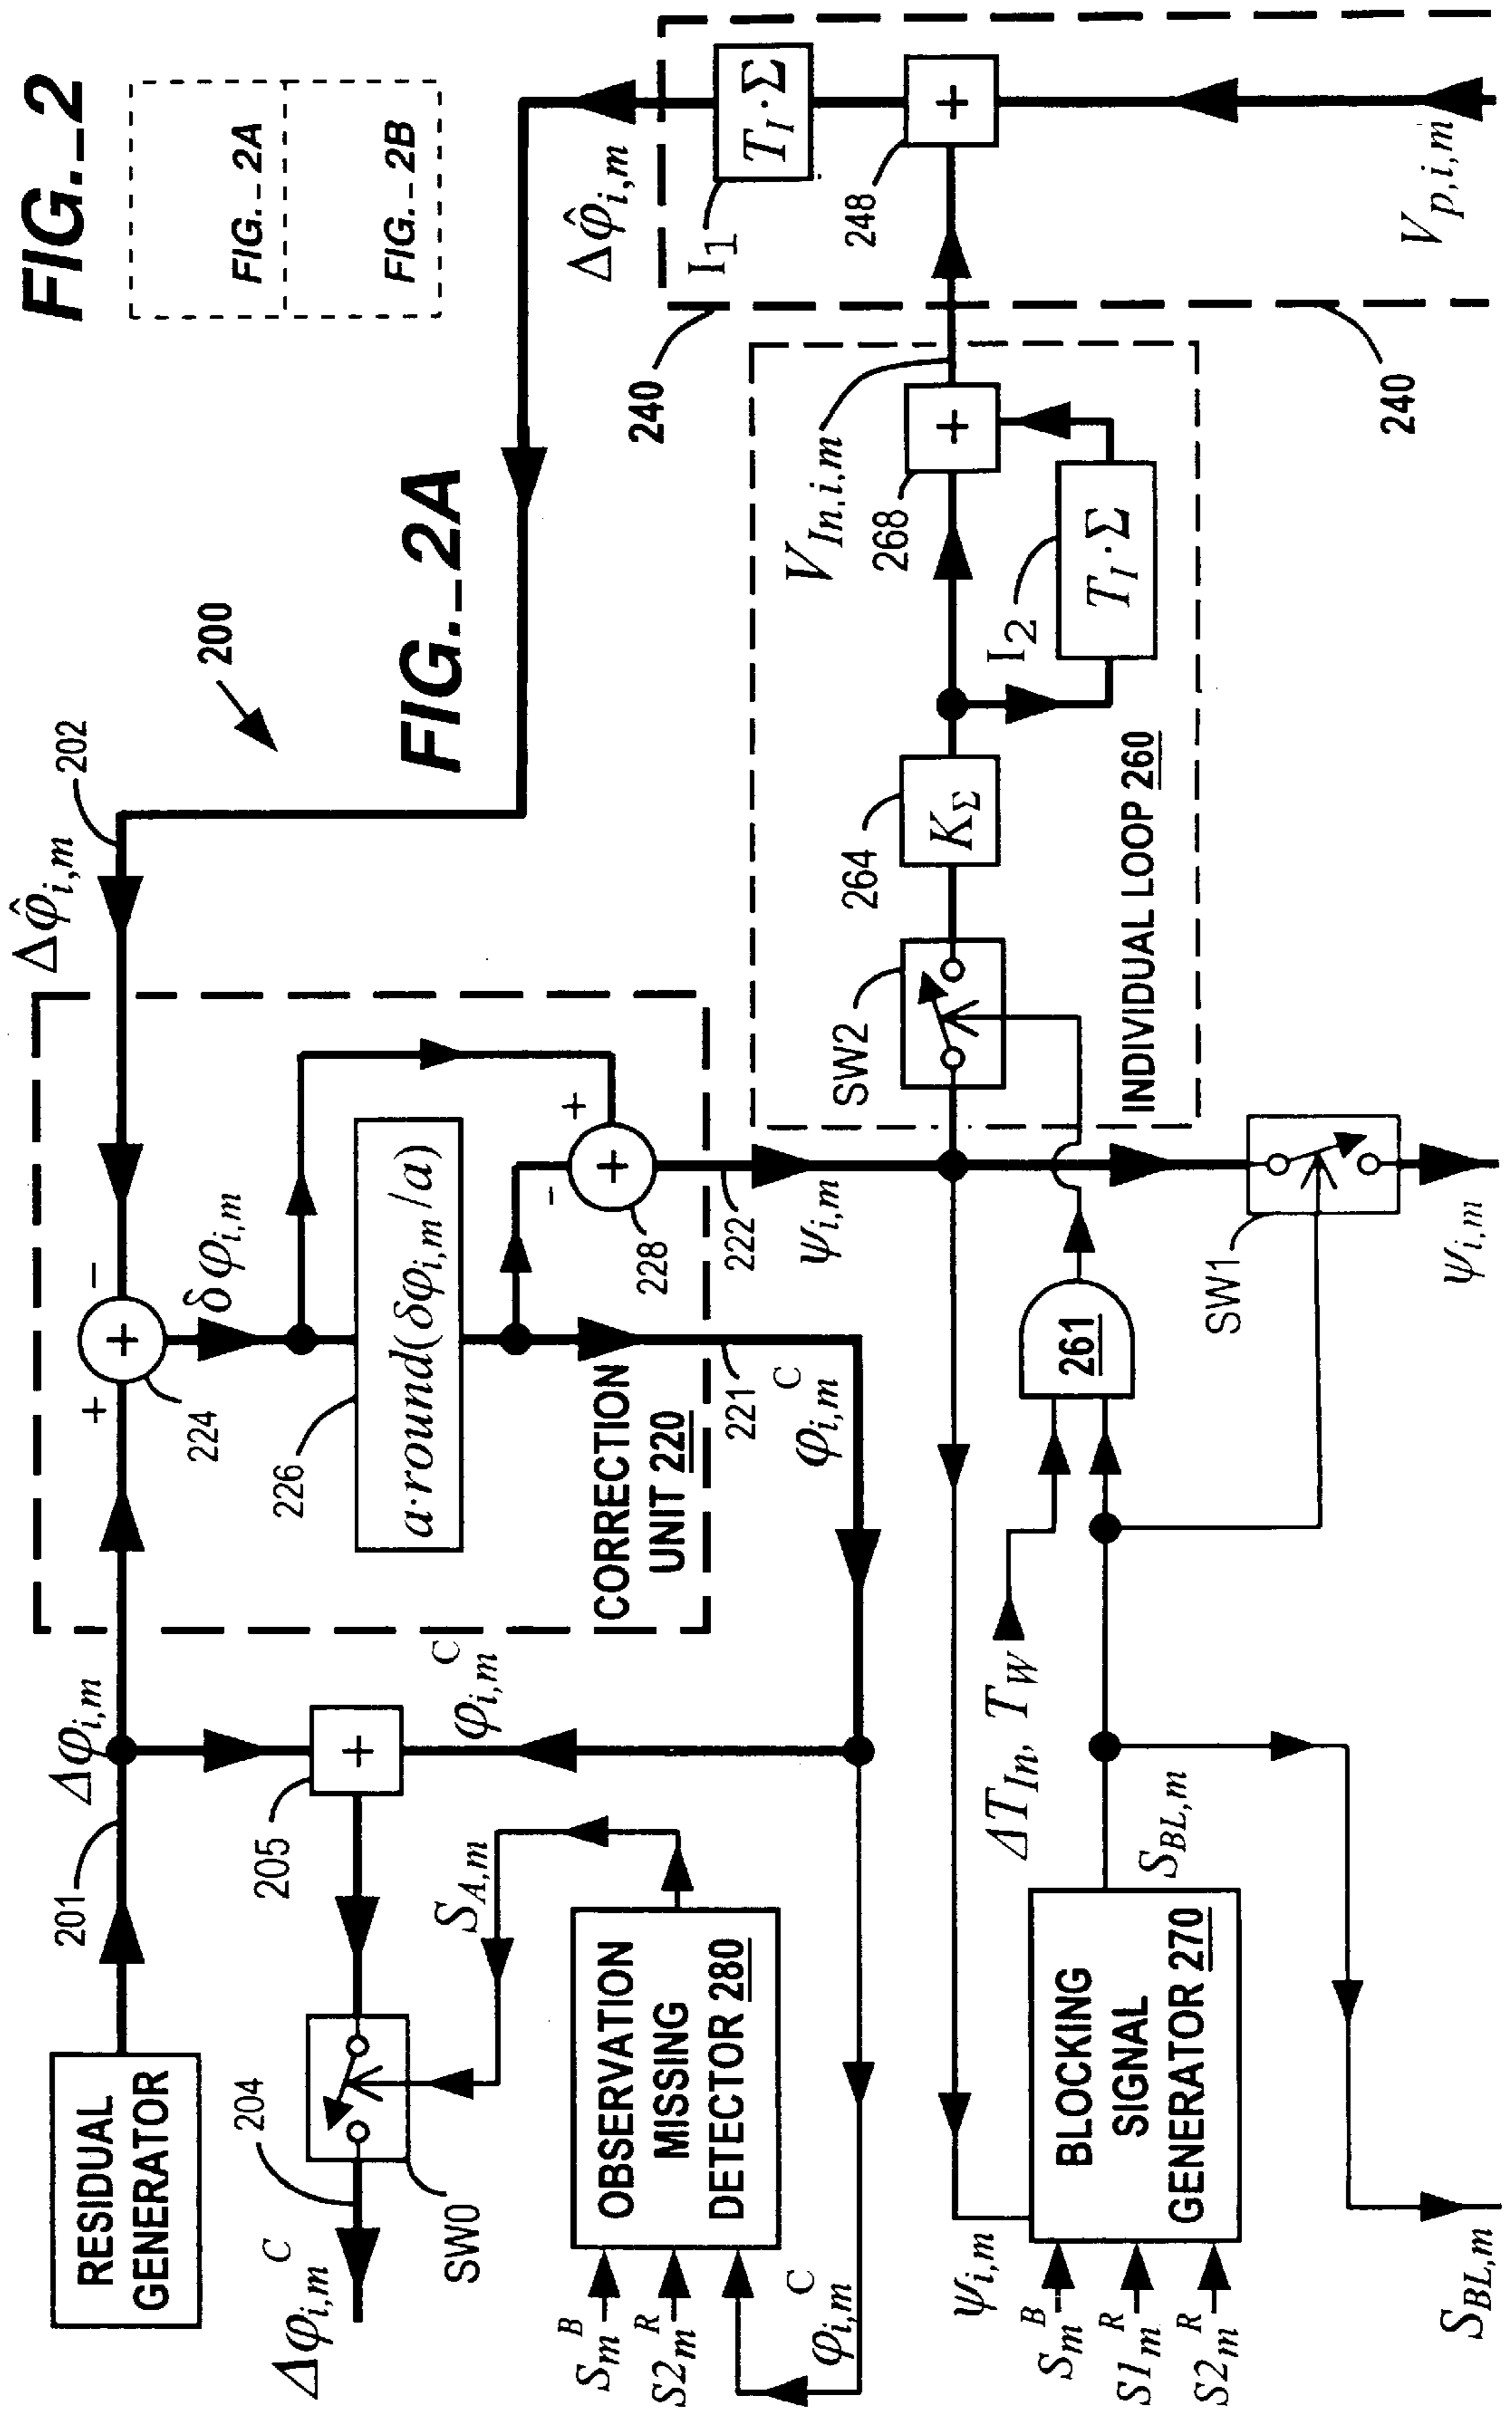 FIG._2
FIG._2A
FIG._2B
FIG._2A
200
RESIDUAL
GENERATOR
201
Δφi,m
+
−
+
224
Δφ̂i,m
202
Δφ̂i,m
δφi,m
226
a·round(δφi,m/a)
−
+
+
228
CORRECTION
UNIT 220
221
φi,m^C
222
ψi,m
205
+
φi,m^C
204
Δφi,m^C
SW0
SA,m
OBSERVATION
MISSING
DETECTOR 280
Sm^B
S2m^R
φi,m^C
ψi,m
Sm^B
S1m^R
S2m^R
BLOCKING
SIGNAL
GENERATOR 270
SBL,m
SBL,m
ΔTIn, TW
261
SW1
ψi,m
SW2
264
KΣ
I2
TI·Σ
268
+
VIn,i,m
INDIVIDUAL LOOP 260
240
240
I1
TI·Σ
248
+
Vp,i,m